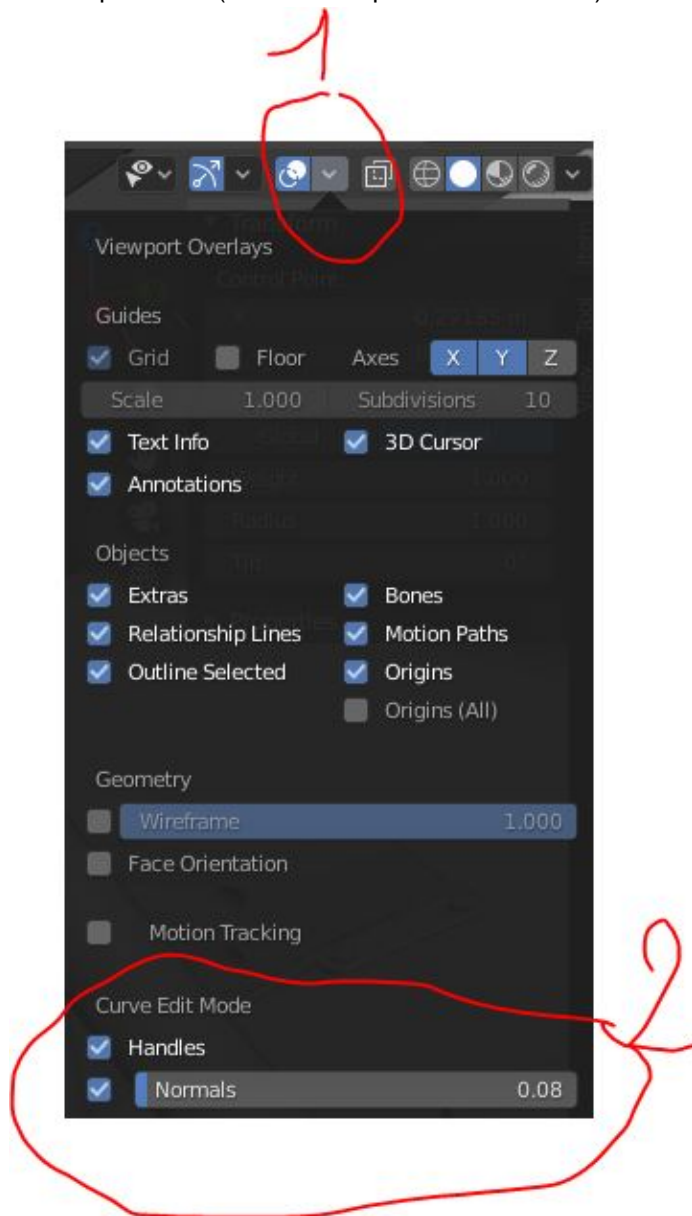 1
Viewport Overlays
Guides
Grid Floor Axes X Y Z
Scale 1.000 Subdivisions 10
Text Info 3D Cursor
Annotations
Objects
Extras Bones
Relationship Lines Motion Paths
Outline Selected Origins
Origins (All)
Geometry
Wireframe 1.000
Face Orientation
Motion Tracking
2
Curve Edit Mode
Handles
Normals 0.08